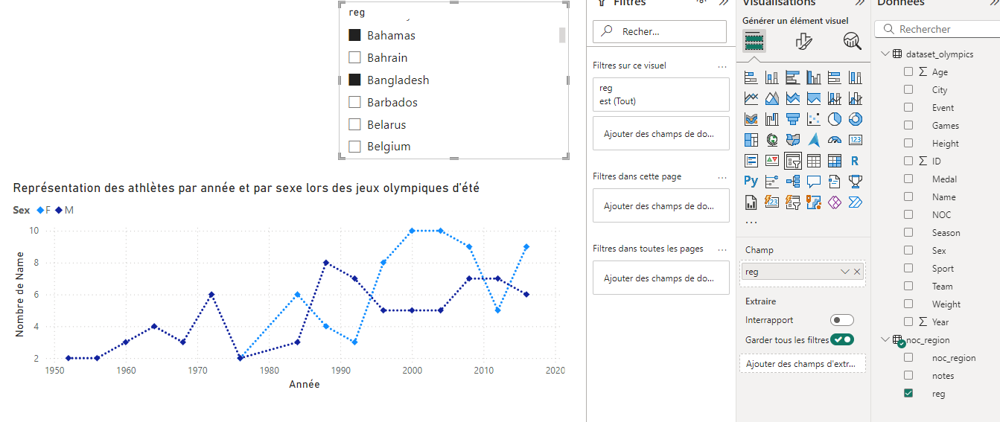 reg
Bahamas
Bahrain
Bangladesh
Barbados
Belarus
Belgium
Représentation des athlètes par année et par sexe lors des jeux olympiques d'été
Sex F M
Nombre de Name
10
8
6
4
2
1950 1960 1970 1980 1990 2000 2010 2020
Année
Filtres
Recher...
Filtres sur ce visuel ...
reg
est (Tout)
Ajouter des champs de do...
Filtres dans cette page ...
Ajouter des champs de do...
Filtres dans toutes les pages ...
Ajouter des champs de do...
Visualisations
Générer un élément visuel
123
R
Py
123
...
Champ
reg
Extraire
Interrapport
Garder tous les filtres
Ajouter des champs d'extr...
Données
Rechercher
dataset_olympics
Σ Age
City
Event
Games
Height
Σ ID
Medal
Name
NOC
Season
Sex
Sport
Team
Weight
Σ Year
noc_region
noc_region
notes
reg